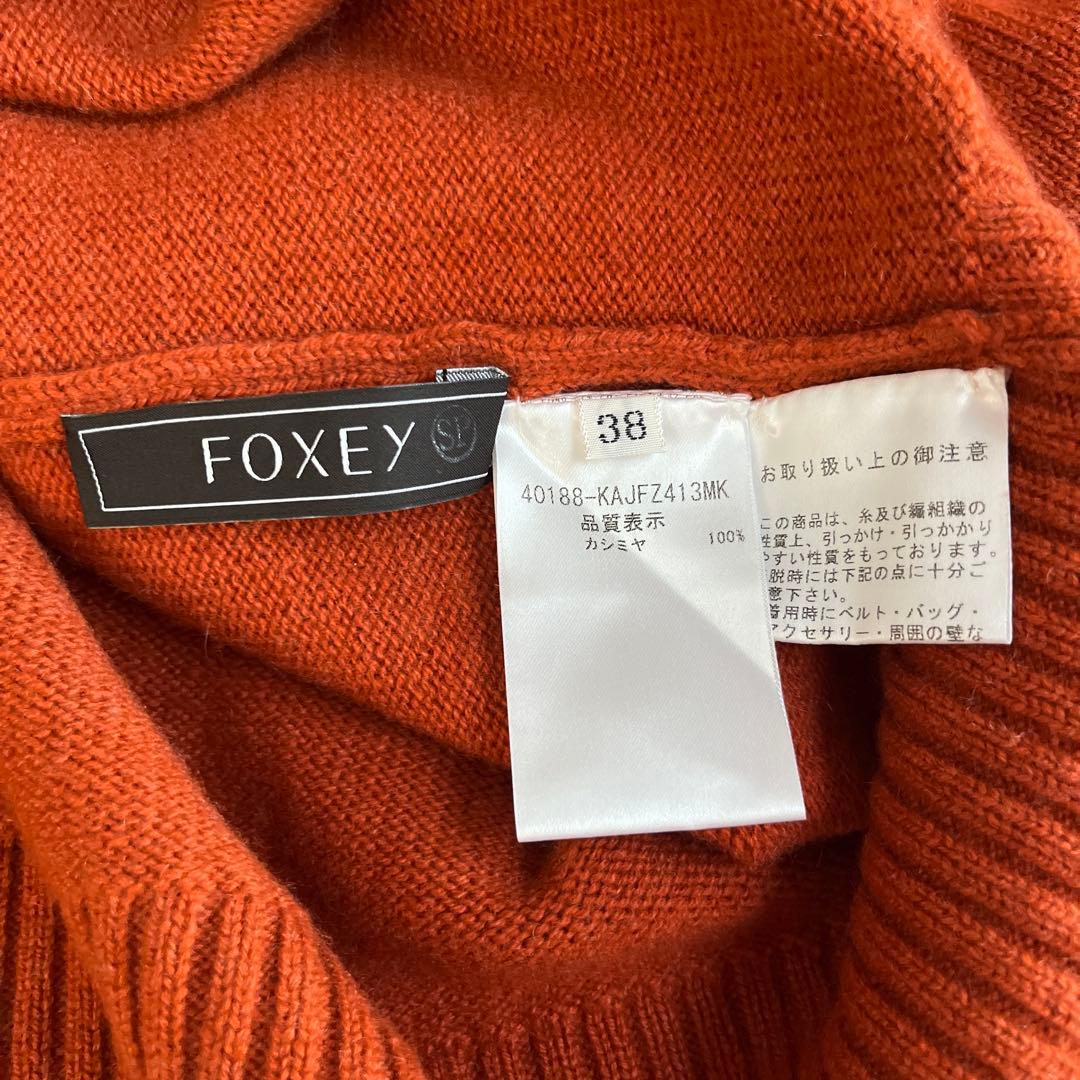 FOXEY SP
38
40188-KAJFZ413MK
品質表示
カシミヤ 100%
お取り扱い上の御注意
この商品は、糸及び編組織の
性質上、引っかけ・引っかかり
やすい性質をもっております。
脱時には下記の点に十分ご
意下さい。
着用時にベルト・バッグ・
アクセサリー・周囲の壁な